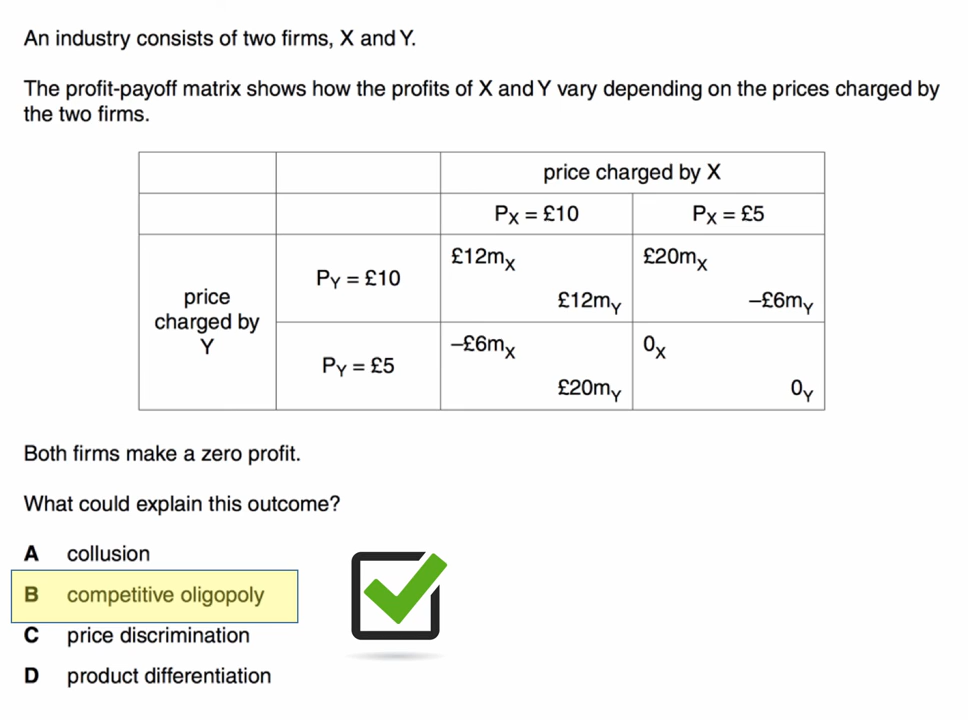 An industry consists of two firms, X and Y.
The profit-payoff matrix shows how the profits of X and Y vary depending on the prices charged by
the two firms.
price charged by X
PX = £10 PX = £5
price
charged by
Y
PY = £10
£12mX
£12mY
£20mX
–£6mY
PY = £5
–£6mX
£20mY
0X
0Y
Both firms make a zero profit.
What could explain this outcome?
A collusion
B competitive oligopoly
C price discrimination
D product differentiation